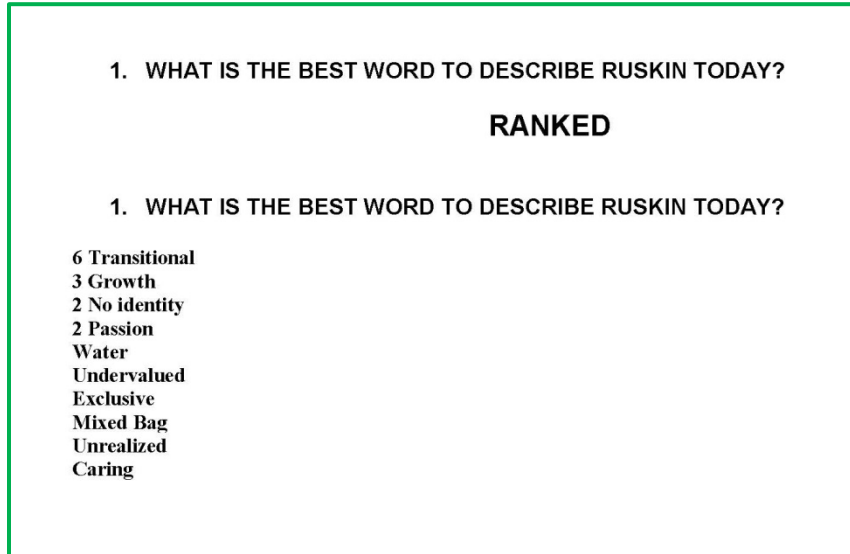 1. WHAT IS THE BEST WORD TO DESCRIBE RUSKIN TODAY?
RANKED
1. WHAT IS THE BEST WORD TO DESCRIBE RUSKIN TODAY?
6 Transitional
3 Growth
2 No identity
2 Passion
Water
Undervalued
Exclusive
Mixed Bag
Unrealized
Caring